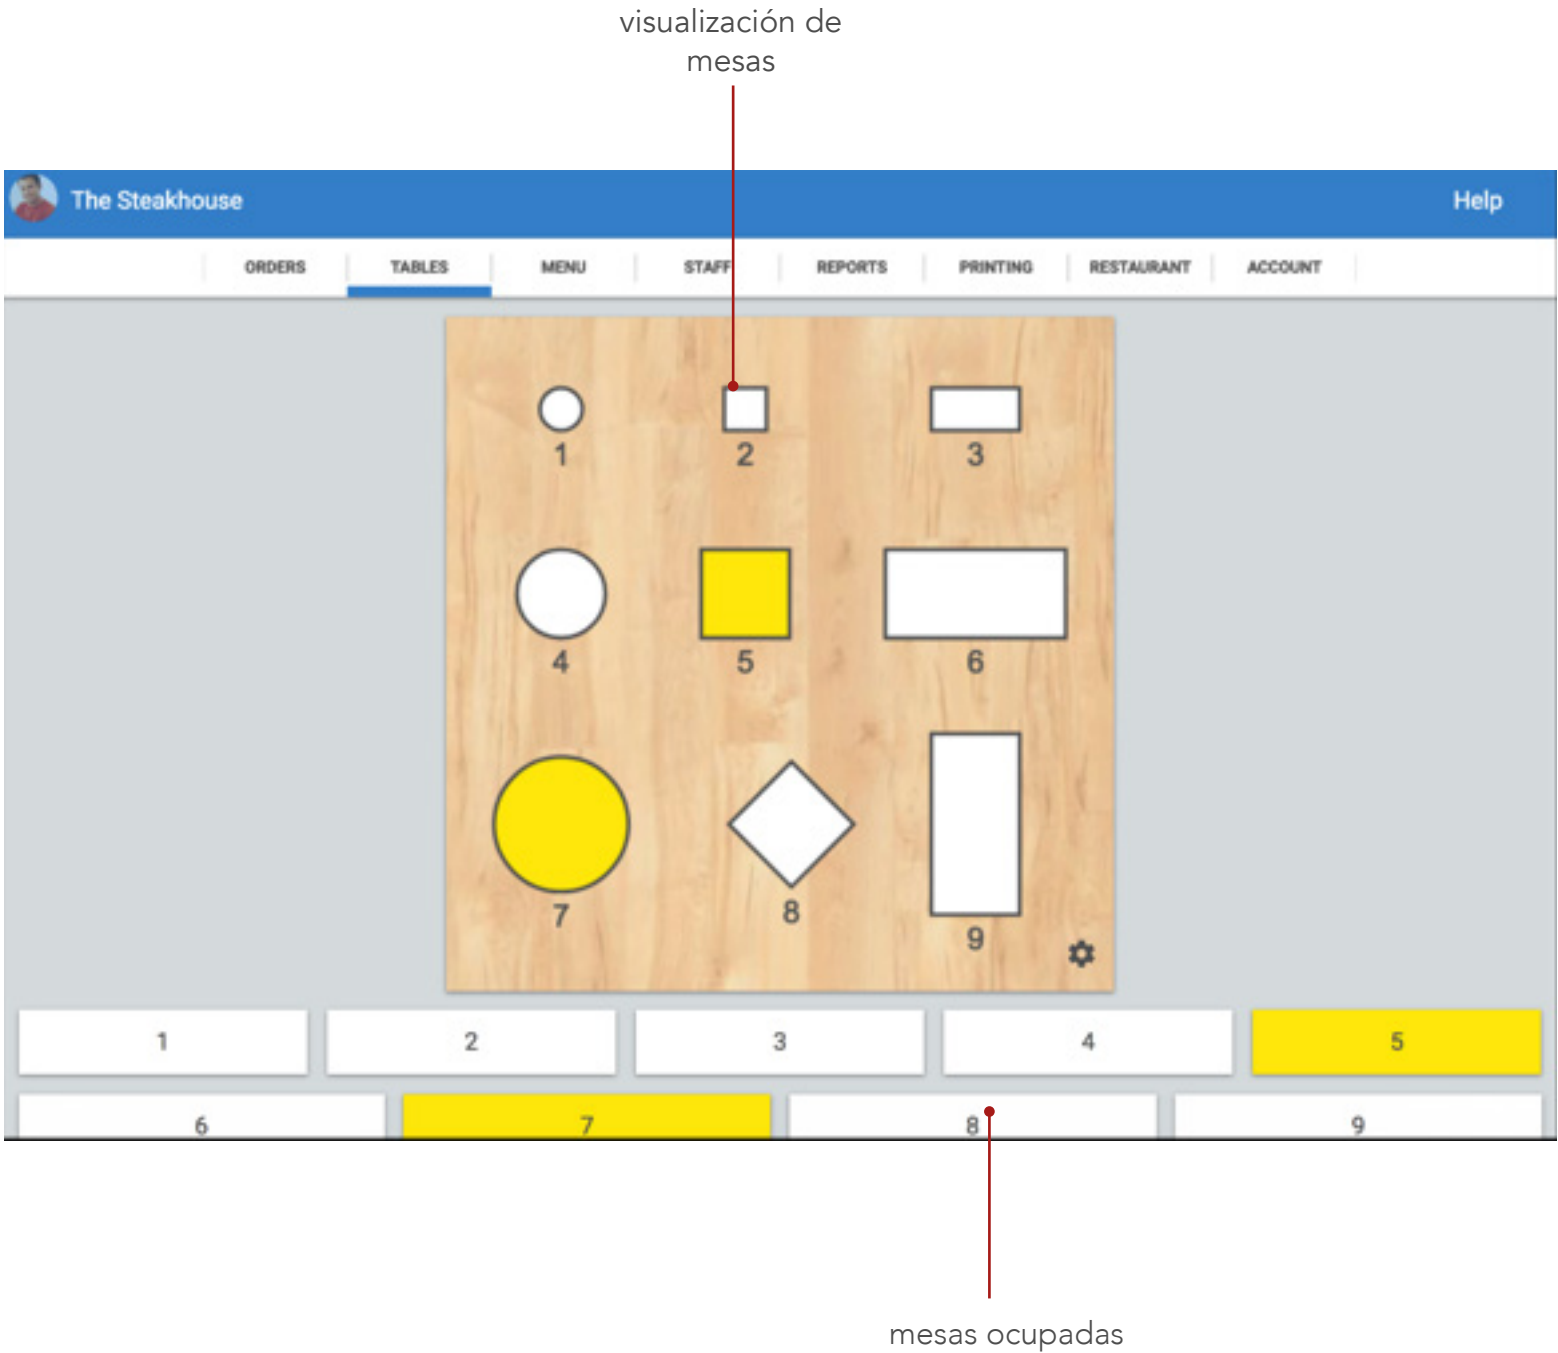 visualización de
mesas
The Steakhouse
Help
ORDERS
TABLES
MENU
STAFF
REPORTS
PRINTING
RESTAURANT
ACCOUNT
1
2
3
4
5
6
7
8
9
1
2
3
4
5
6
7
8
9
mesas ocupadas